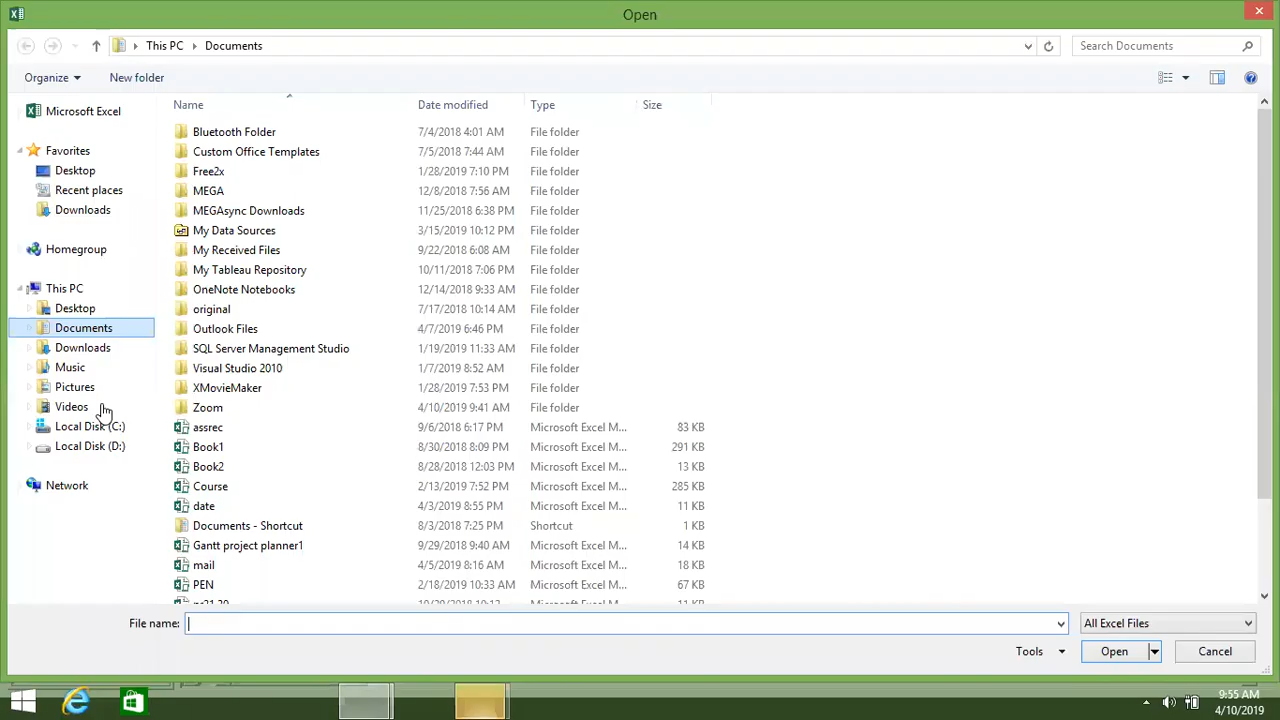 Open
This PC Documents
Search Documents
Organize New folder
Microsoft Excel
Favorites
Desktop
Recent places
Downloads
Homegroup
This PC
Desktop
Documents
Downloads
Music
Pictures
Videos
Local Disk (C:)
Local Disk (D:)
Network
Name Date modified Type Size
Bluetooth Folder 7/4/2018 4:01 AM File folder
Custom Office Templates 7/5/2018 7:44 AM File folder
Free2x 1/28/2019 7:10 PM File folder
MEGA 12/8/2018 7:56 AM File folder
MEGAsync Downloads 11/25/2018 6:38 PM File folder
My Data Sources 3/15/2019 10:12 PM File folder
My Received Files 9/22/2018 6:08 AM File folder
My Tableau Repository 10/11/2018 7:06 PM File folder
OneNote Notebooks 12/14/2018 9:33 AM File folder
original 7/17/2018 10:14 AM File folder
Outlook Files 4/7/2019 6:46 PM File folder
SQL Server Management Studio 1/19/2019 11:33 AM File folder
Visual Studio 2010 1/7/2019 8:52 AM File folder
XMovieMaker 1/28/2019 7:53 PM File folder
Zoom 4/10/2019 9:41 AM File folder
assrec 9/6/2018 6:17 PM Microsoft Excel M... 83 KB
Book1 8/30/2018 8:09 PM Microsoft Excel M... 291 KB
Book2 8/28/2018 12:03 PM Microsoft Excel M... 13 KB
Course 2/13/2019 7:52 PM Microsoft Excel M... 285 KB
date 4/3/2019 8:55 PM Microsoft Excel M... 11 KB
Documents - Shortcut 8/3/2018 7:25 PM Shortcut 1 KB
Gantt project planner1 9/29/2018 9:40 AM Microsoft Excel M... 14 KB
mail 4/5/2019 8:16 AM Microsoft Excel M... 18 KB
PEN 2/18/2019 10:33 AM Microsoft Excel M... 67 KB
File name: All Excel Files
Tools Open Cancel
9:55 AM
4/10/2019